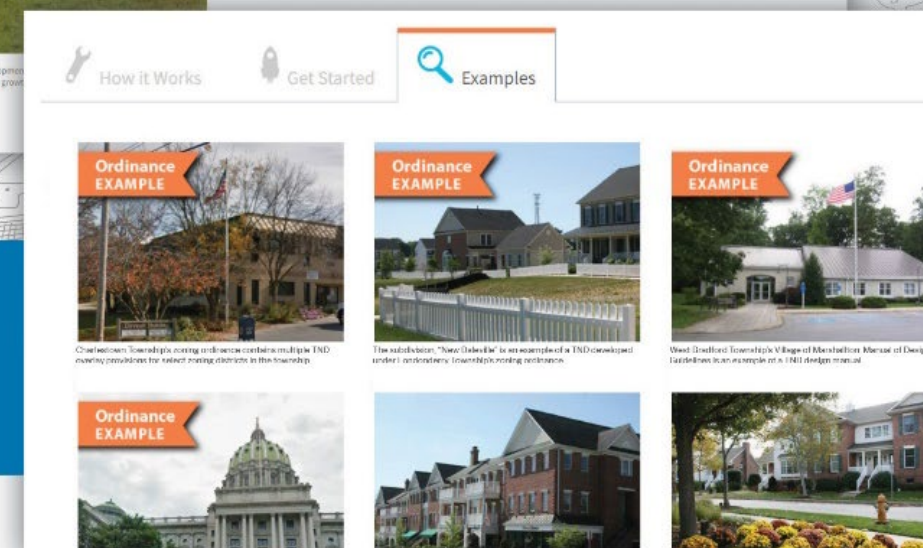 How it Works
Get Started
Examples
Ordinance
EXAMPLE
Ordinance
EXAMPLE
Ordinance
EXAMPLE
Charlestown Township's zoning ordinance contains multiple TND
overlay provisions for select zoning districts in the township
The subdivision, "New Daleville" is an example of a TND developed
under Londonderry Township's zoning ordinance
West Bradford Township's Village of Marshallton Manual of Design
Guidelines is an example of a TND design manual
Ordinance
EXAMPLE